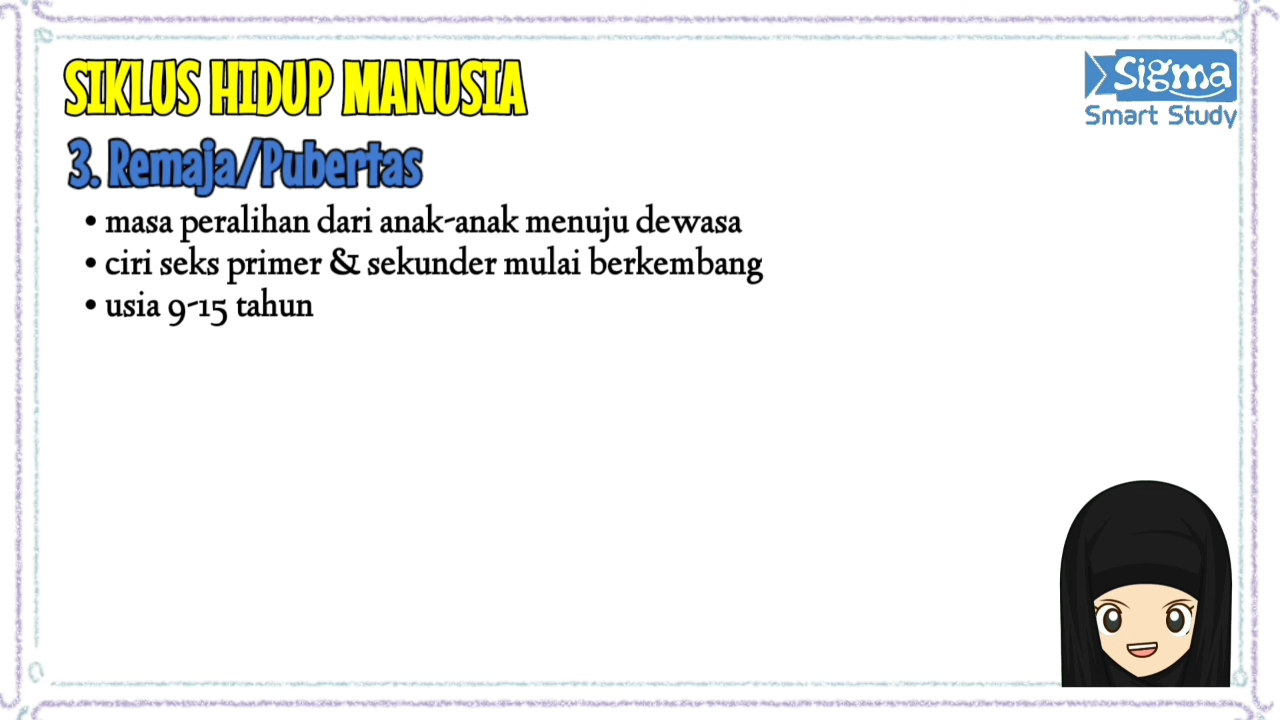 SIKLUS HIDUP MANUSIA
Sigma
Smart Study
3. Remaja/Pubertas
• masa peralihan dari anak-anak menuju dewasa
• ciri seks primer & sekunder mulai berkembang
• usia 9-15 tahun